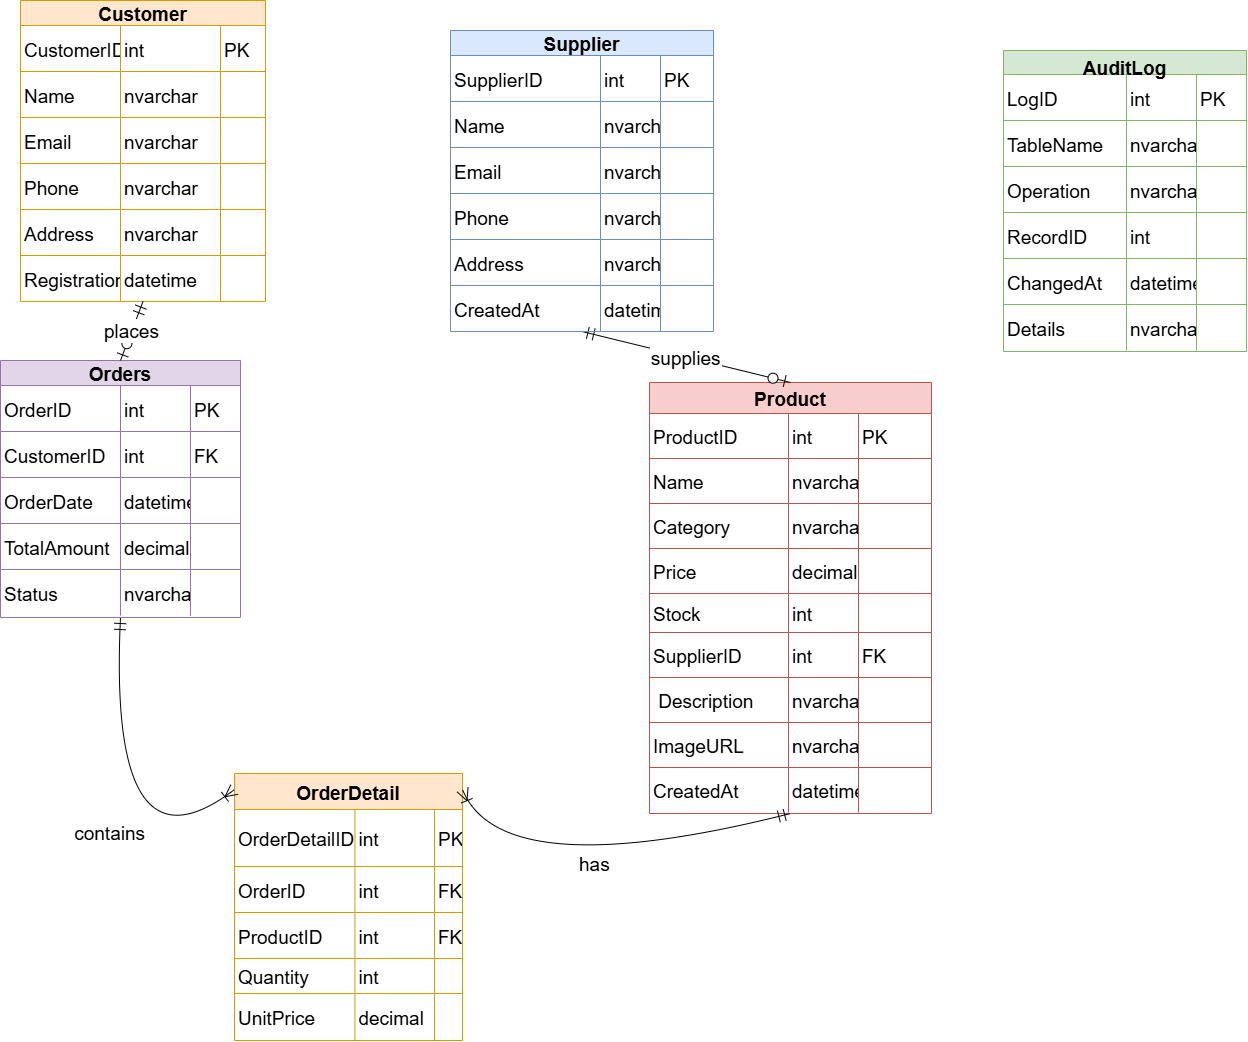 Customer
CustomerID int PK
Name nvarchar
Email nvarchar
Phone nvarchar
Address nvarchar
Registration datetime
places
Supplier
SupplierID int PK
Name nvarch
Email nvarch
Phone nvarch
Address nvarch
CreatedAt datetim
supplies
AuditLog
LogID int PK
TableName nvarcha
Operation nvarcha
RecordID int
ChangedAt datetime
Details nvarcha
Orders
OrderID int PK
CustomerID int FK
OrderDate datetime
TotalAmount decimal
Status nvarcha
contains
Product
ProductID int PK
Name nvarcha
Category nvarcha
Price decimal
Stock int
SupplierID int FK
Description nvarcha
ImageURL nvarcha
CreatedAt datetime
has
OrderDetail
OrderDetailID int PK
OrderID int FK
ProductID int FK
Quantity int
UnitPrice decimal